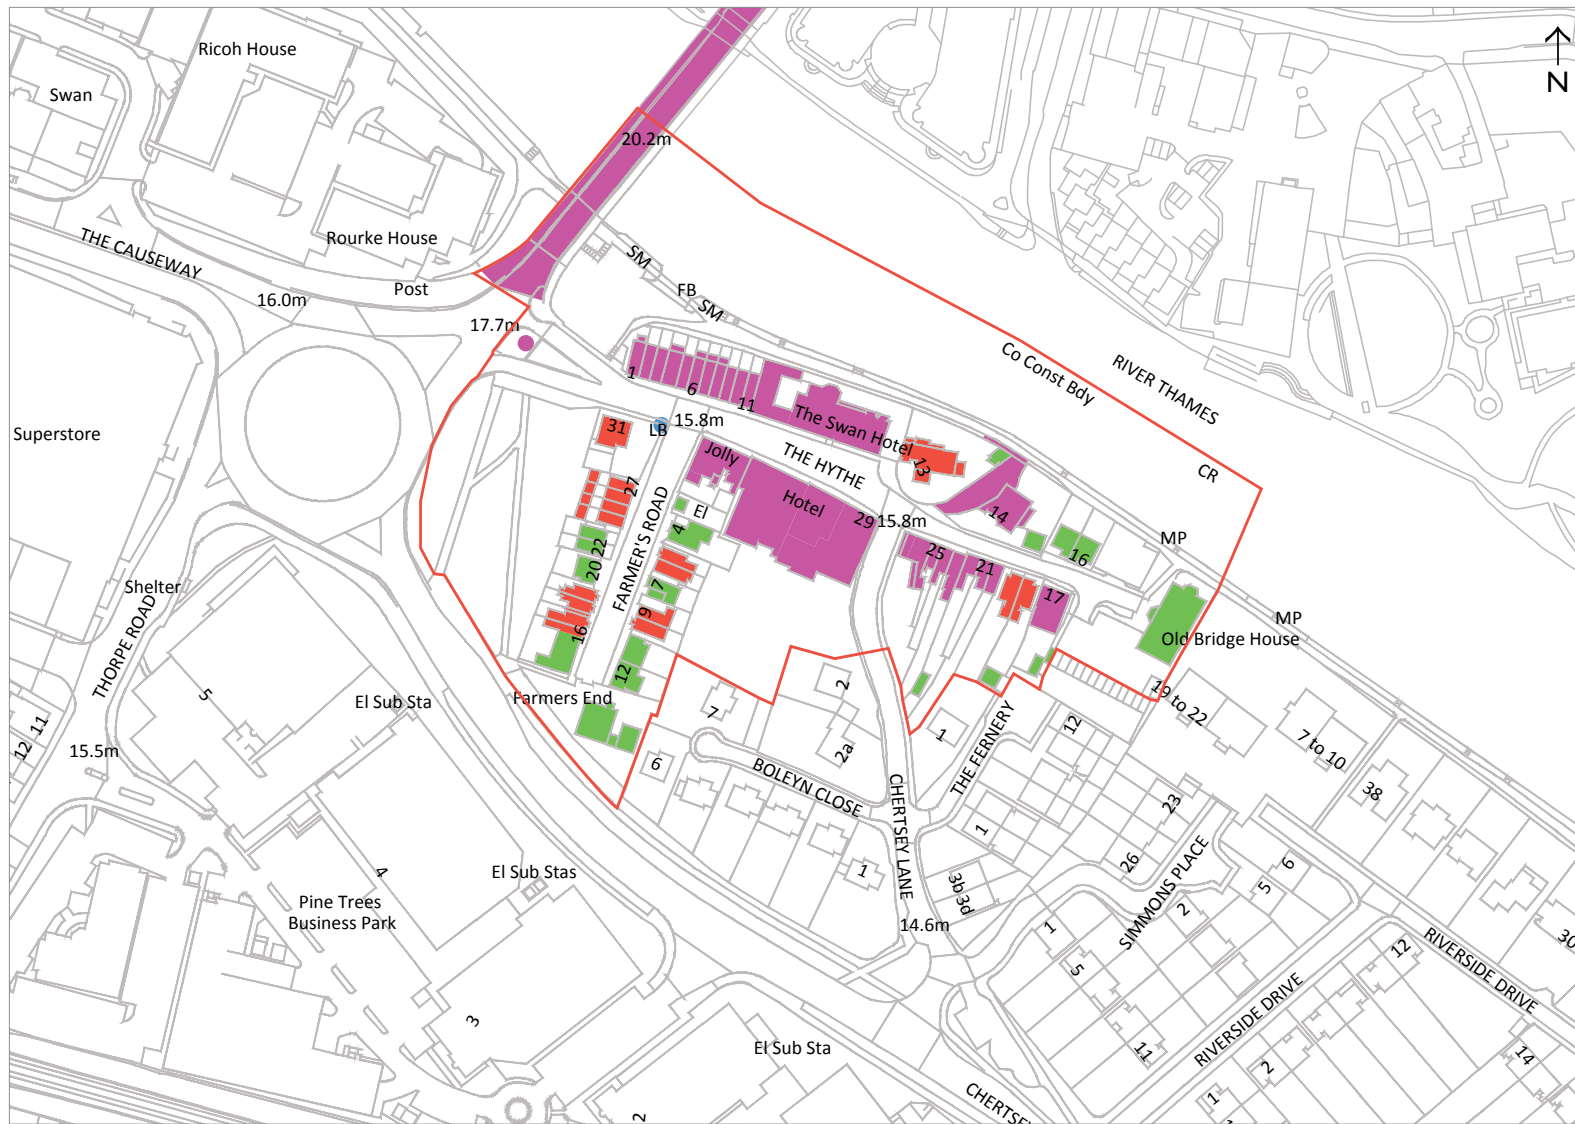 Ricoh House
Swan
N
20.2m
Rourke House
THE CAUSEWAY
16.0m
Post
SM
FB
SM
17.7m
Co Const Bdy
RIVER THAMES
CR
1
6
11
The Swan Hotel
Superstore
31
LB
15.8m
Jolly
THE HYTHE
13
Hotel
29
15.8m
14
27
FARMER'S ROAD
El
4
22
20
25
21
16
MP
17
7
9
16
12
MP
Old Bridge House
Shelter
THORPE ROAD
5
El Sub Sta
Farmers End
7
2
2a
19 to 22
7 to 10
12
11
12
15.5m
6
BOLEYN CLOSE
1
THE FERNERY
38
CHERTSEY LANE
1
23
26
SIMMONS PLACE
6
5
4
El Sub Stas
1
3b 3d
Pine Trees
Business Park
14.6m
1
2
5
12
30
RIVERSIDE DRIVE
RIVERSIDE DRIVE
3
El Sub Sta
11
2
14
CHERTSE
2
1
1